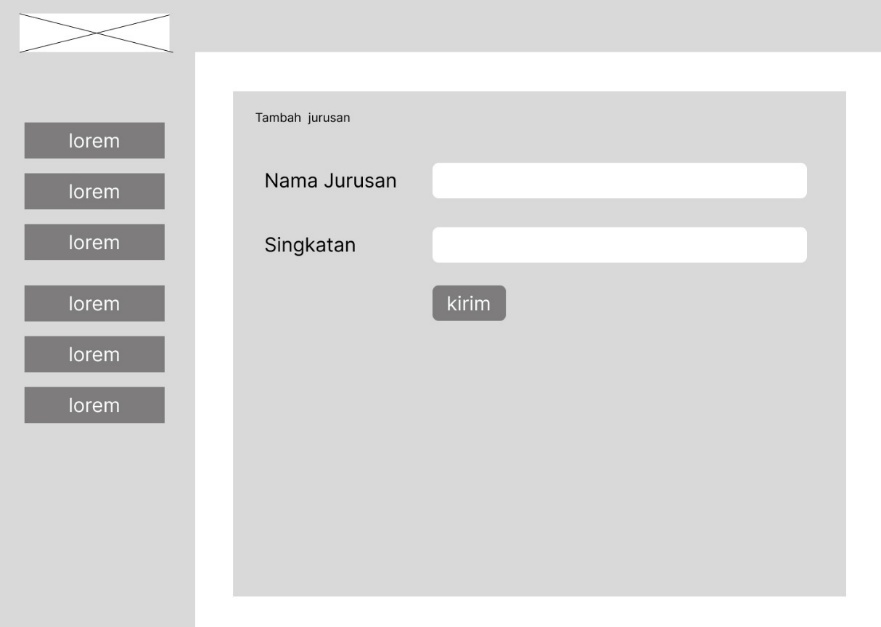 lorem
lorem
lorem
lorem
lorem
lorem
Tambah jurusan
Nama Jurusan
Singkatan
kirim